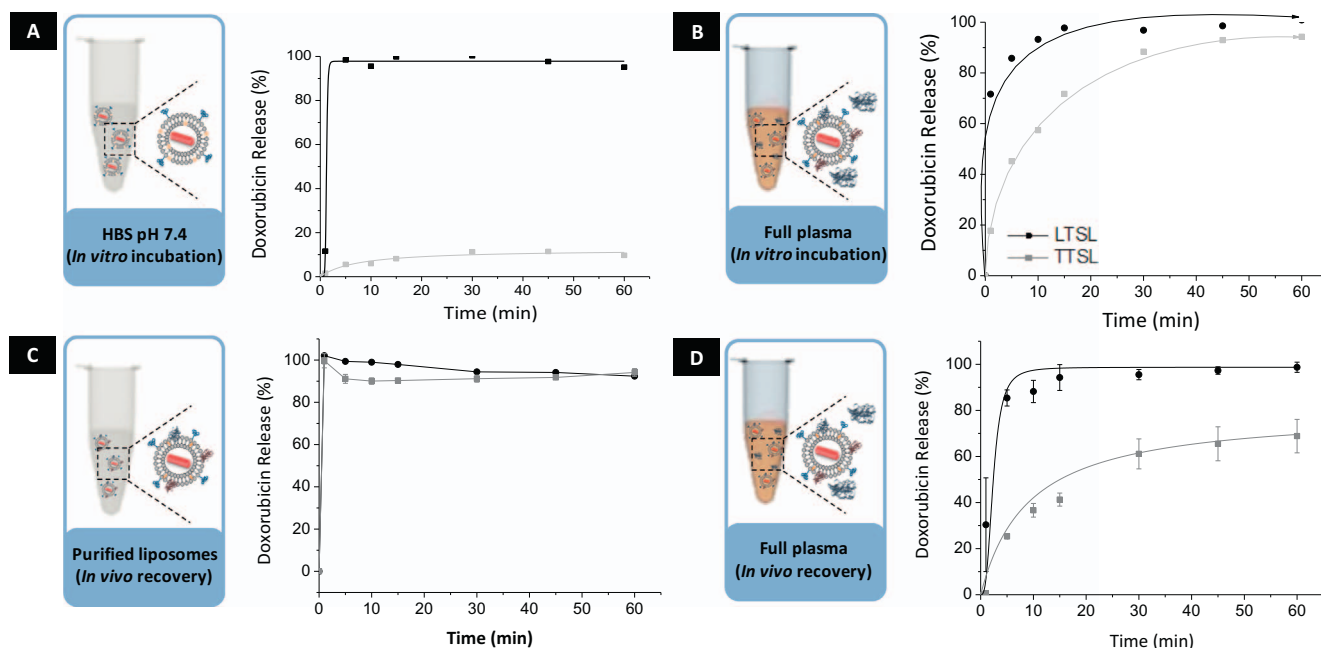 A
HBS pH 7.4
(In vitro incubation)
Doxorubicin Release (%)
100
80
60
40
20
0
0 10 20 30 40 50 60
Time (min)
B
Full plasma
(In vitro incubation)
Doxorubicin Release (%)
100
80
60
40
20
0
LTSL
TTSL
0 10 20 30 40 50 60
Time (min)
C
Purified liposomes
(In vivo recovery)
Doxorubicin Release (%)
100
80
60
40
20
0
0 10 20 30 40 50 60
Time (min)
D
Full plasma
(In vivo recovery)
Doxorubicin Release (%)
100
80
60
40
20
0
0 10 20 30 40 50 60
Time (min)